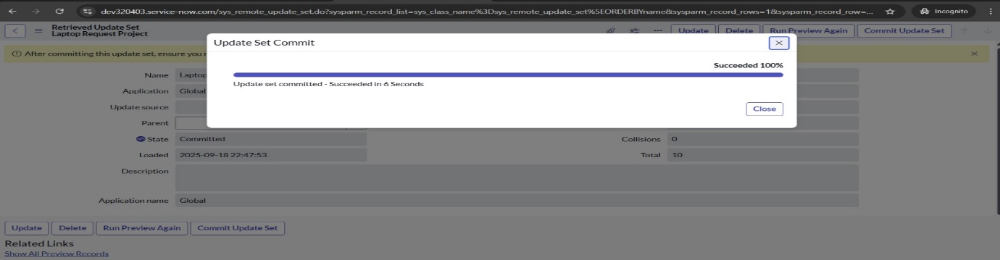 dev320403.service-now.com/sys_remote_update_set.do?sysparm_record_list=sys_class_name%3Dsys_remote_update_set%5EORDERBYname&sysparm_record_rows=1&sysparm_record_row=...
Incognito
Retrieved Update Set
Laptop Request Project
Update
Delete
Run Preview Again
Commit Update Set
Update Set Commit
After committing this update set, ensure you
Succeeded 100%
Name Laptop
Update set committed - Succeeded in 6 Seconds
Application Global
Update source
Close
Parent
State Committed
Collisions 0
Loaded 2025-09-18 22:47:53
Total 10
Description
Application name Global
Update
Delete
Run Preview Again
Commit Update Set
Related Links
Show All Preview Records